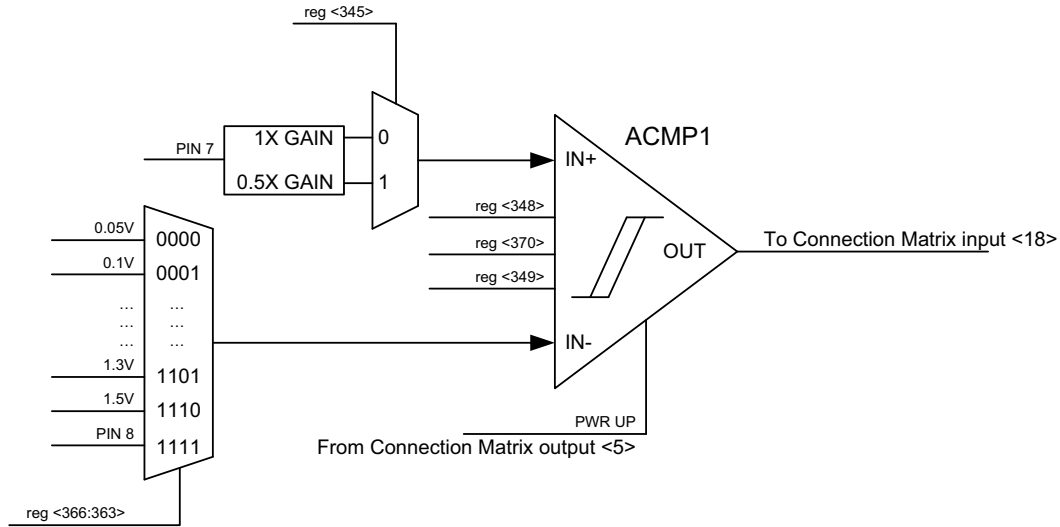 reg <345>
ACMP1
PIN 7
1X GAIN
0
0.5X GAIN
1
IN+
reg <348>
reg <370>
reg <349>
OUT
To Connection Matrix input <18>
IN-
0.05V
0000
0.1V
0001
... ...
... ...
... ...
1.3V
1101
1.5V
1110
PIN 8
1111
PWR UP
From Connection Matrix output <5>
reg <366:363>